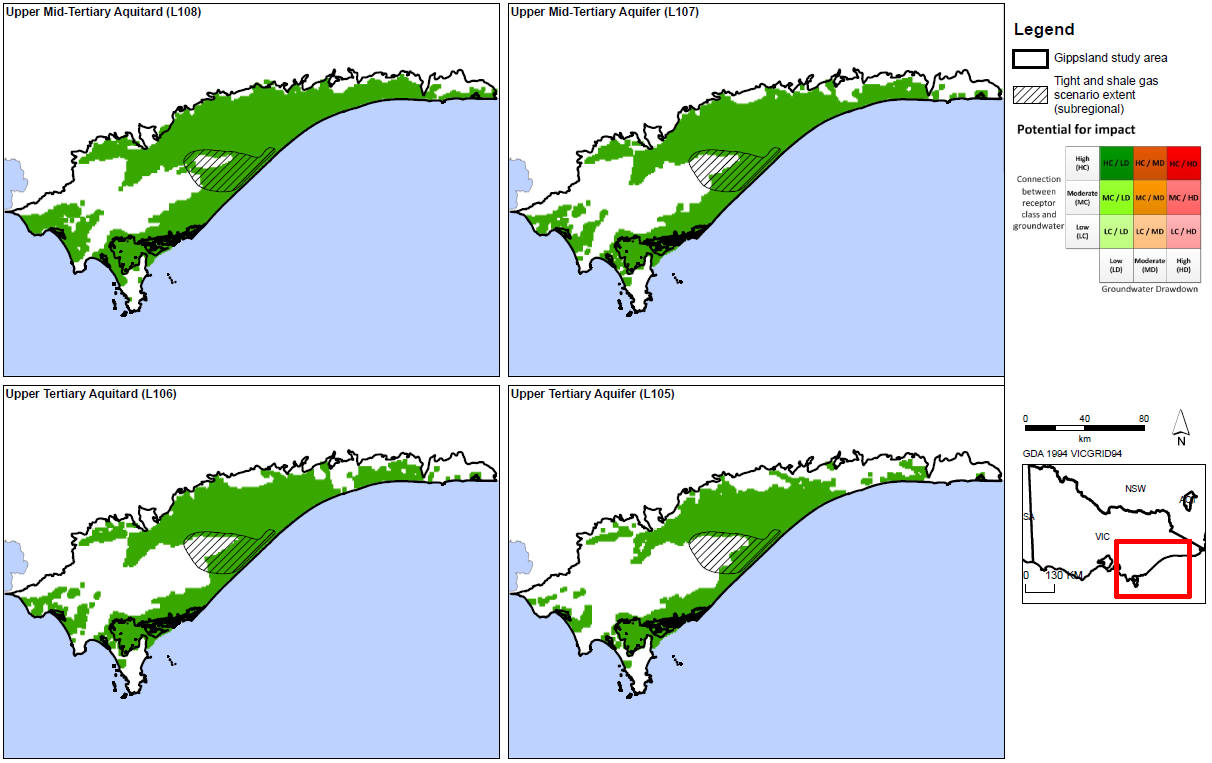 Upper Mid-Tertiary Aquitard (L108)
Upper Mid-Tertiary Aquifer (L107)
Upper Tertiary Aquitard (L106)
Upper Tertiary Aquifer (L105)
Legend
Gippsland study area
Tight and shale gas
scenario extent
(subregional)
Potential for impact
Connection
between
receptor
class and
groundwater
High
(HC)
HC / LD
HC / MD
HC / HD
Moderate
(MC)
MC / LD
MC / MD
MC / HD
Low
(LC)
LC / LD
LC / MD
LC / HD
Low
(LD)
Moderate
(MD)
High
(HD)
Groundwater Drawdown
0 40 80
km
N
GDA 1994 VICGRID94
NSW
ACT
SA
VIC
0 130 KM